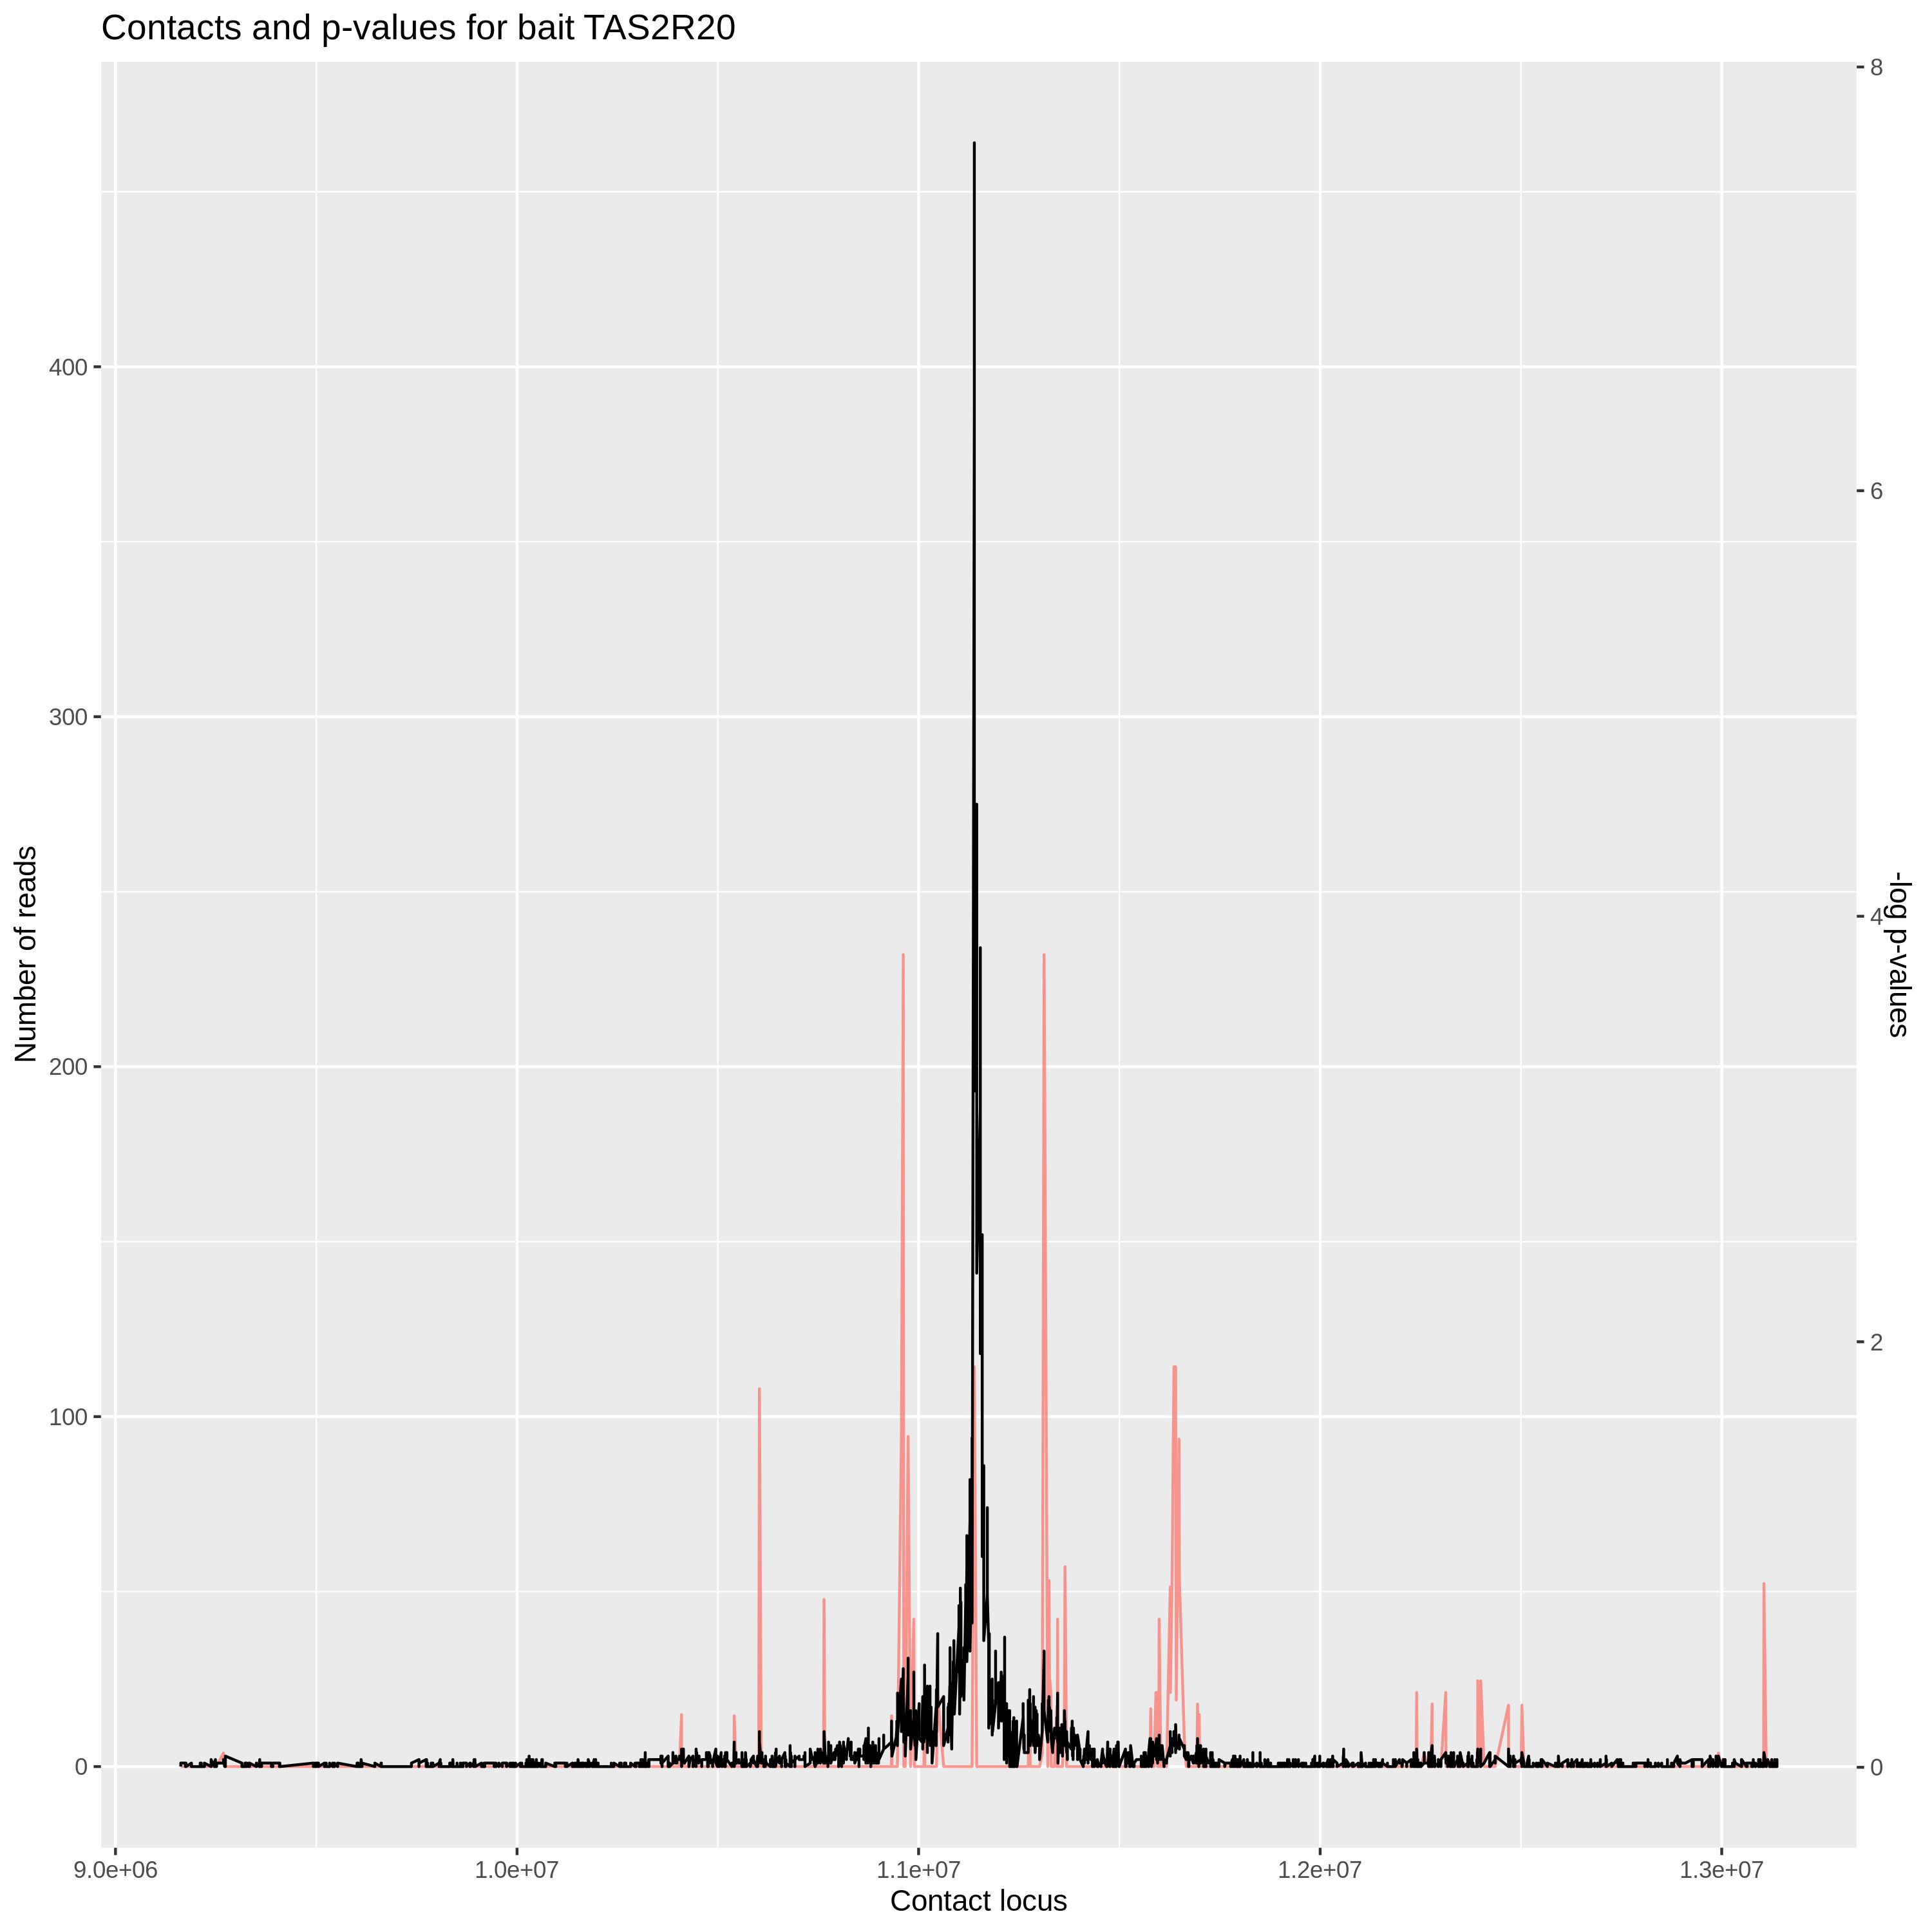 Contacts and p-values for bait TAS2R20
Number of reads
400
300
200
100
0
8
6
4
2
0
-log p-values
9.0e+06
1.0e+07
1.1e+07
1.2e+07
1.3e+07
Contact locus